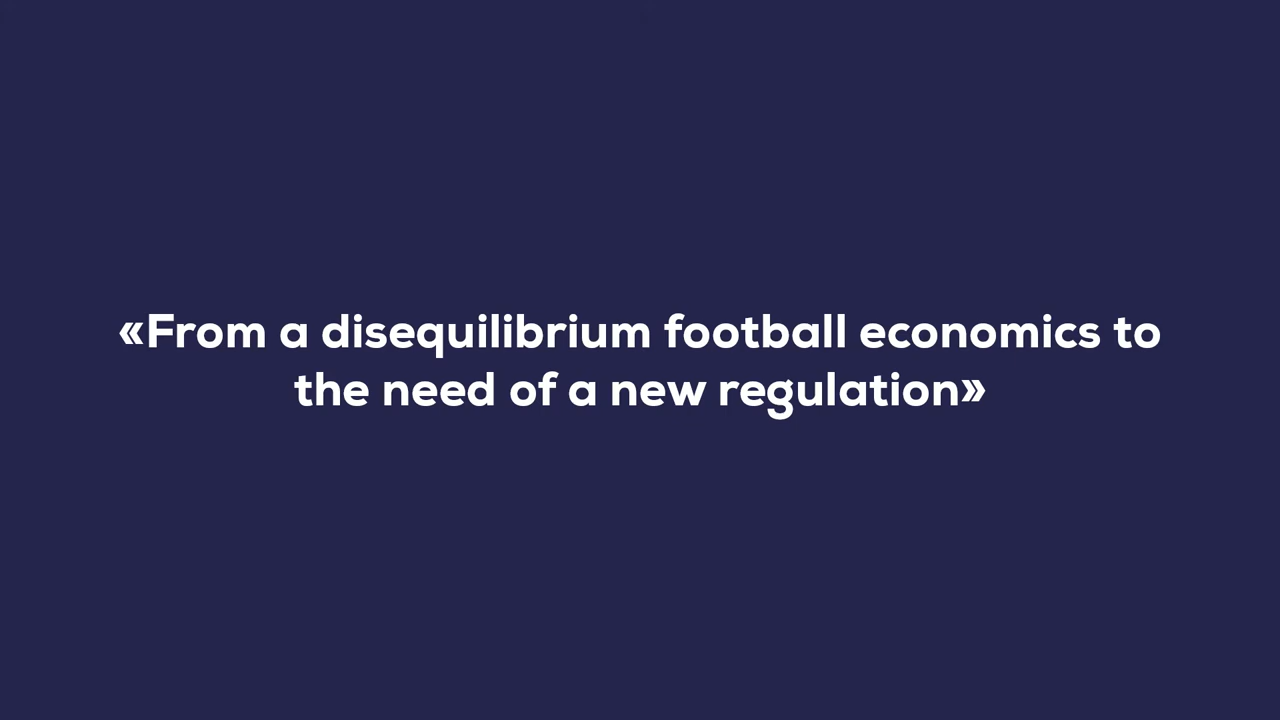 «From a disequilibrium football economics to
the need of a new regulation»